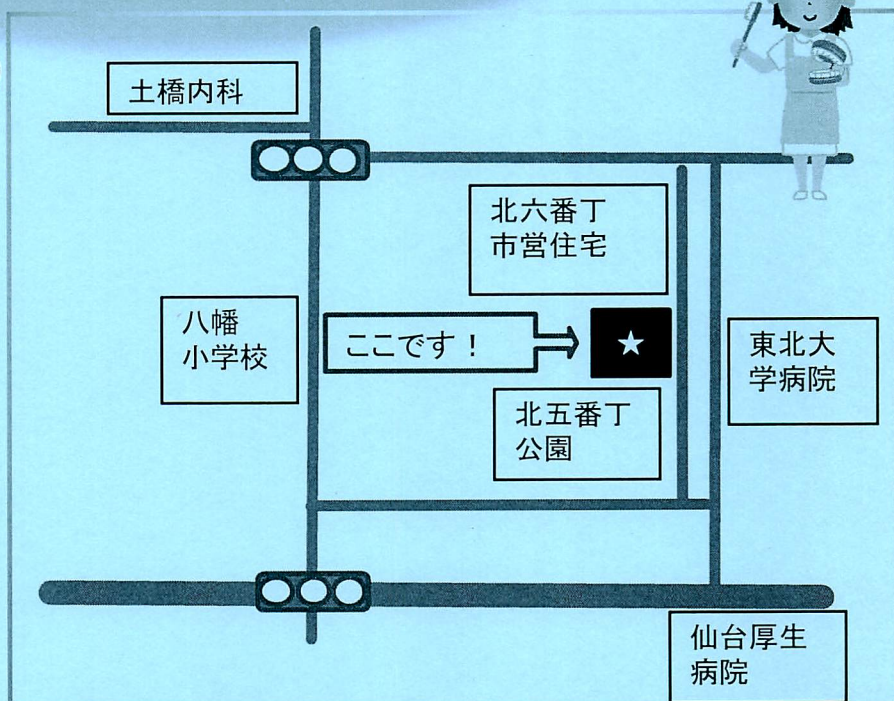 土橋内科
北六番丁
市営住宅
八幡
小学校
ここです！
東北大
学病院
北五番丁
公園
仙台厚生
病院